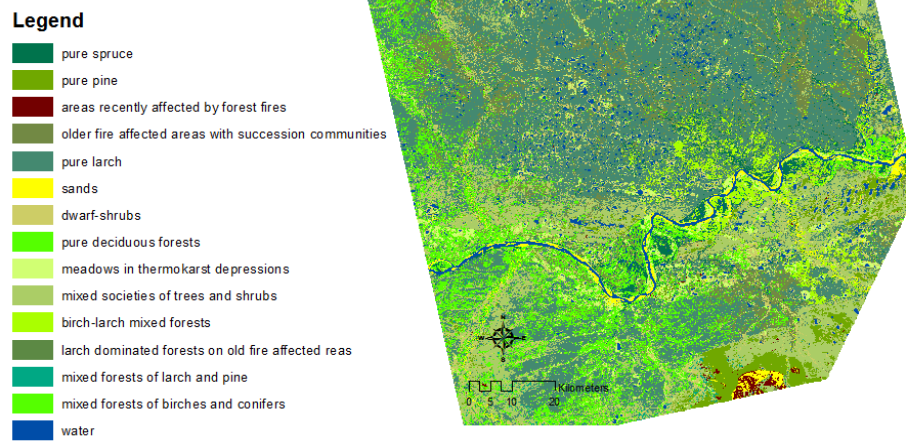 Legend
pure spruce
pure pine
areas recently affected by forest fires
older fire affected areas with succession communities
pure larch
sands
dwarf-shrubs
pure deciduous forests
meadows in thermokarst depressions
mixed societies of trees and shrubs
birch-larch mixed forests
larch dominated forests on old fire affected reas
mixed forests of larch and pine
mixed forests of birches and conifers
water
Kilometers
0 5 10 20